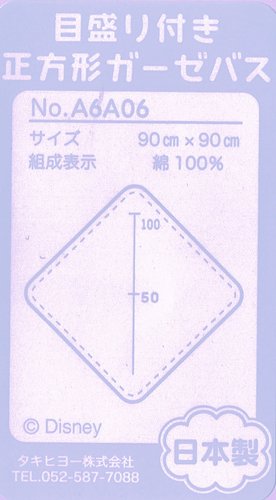 目盛り付き
正方形ガーゼバス
No.A6A06
サイズ 90cm×90cm
組成表示 綿100%
100
50
© Disney
日本製
タキヒヨー株式会社
TEL.052-587-7088